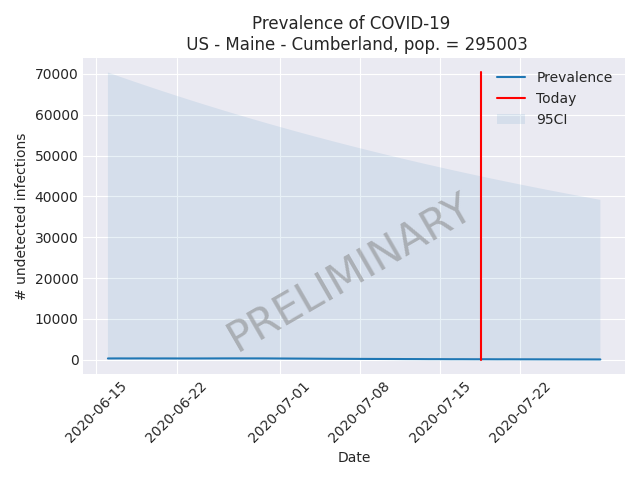 Prevalence of COVID-19
US - Maine - Cumberland, pop. = 295003
70000
60000
50000
40000
30000
20000
10000
0
# undetected infections
Prevalence
Today
95CI
PRELIMINARY
2020-06-15
2020-06-22
2020-07-01
2020-07-08
2020-07-15
2020-07-22
Date